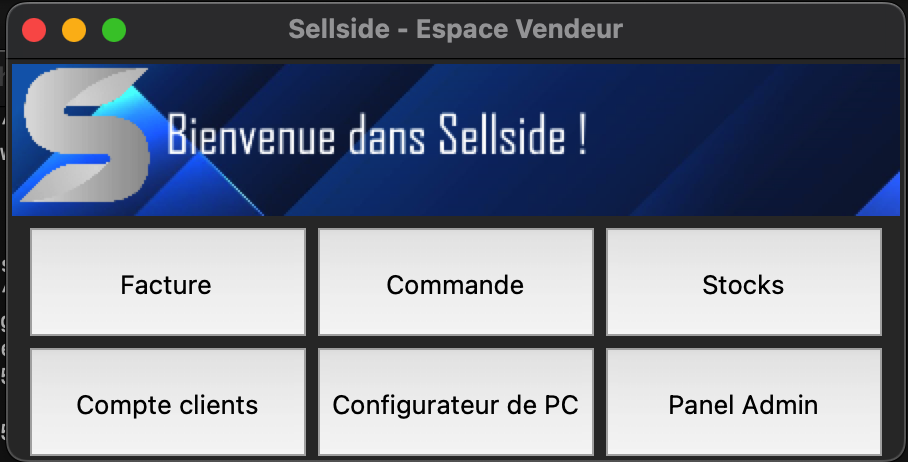 Sellside - Espace Vendeur
Bienvenue dans Sellside !
Facture
Commande
Stocks
Compte clients
Configurateur de PC
Panel Admin